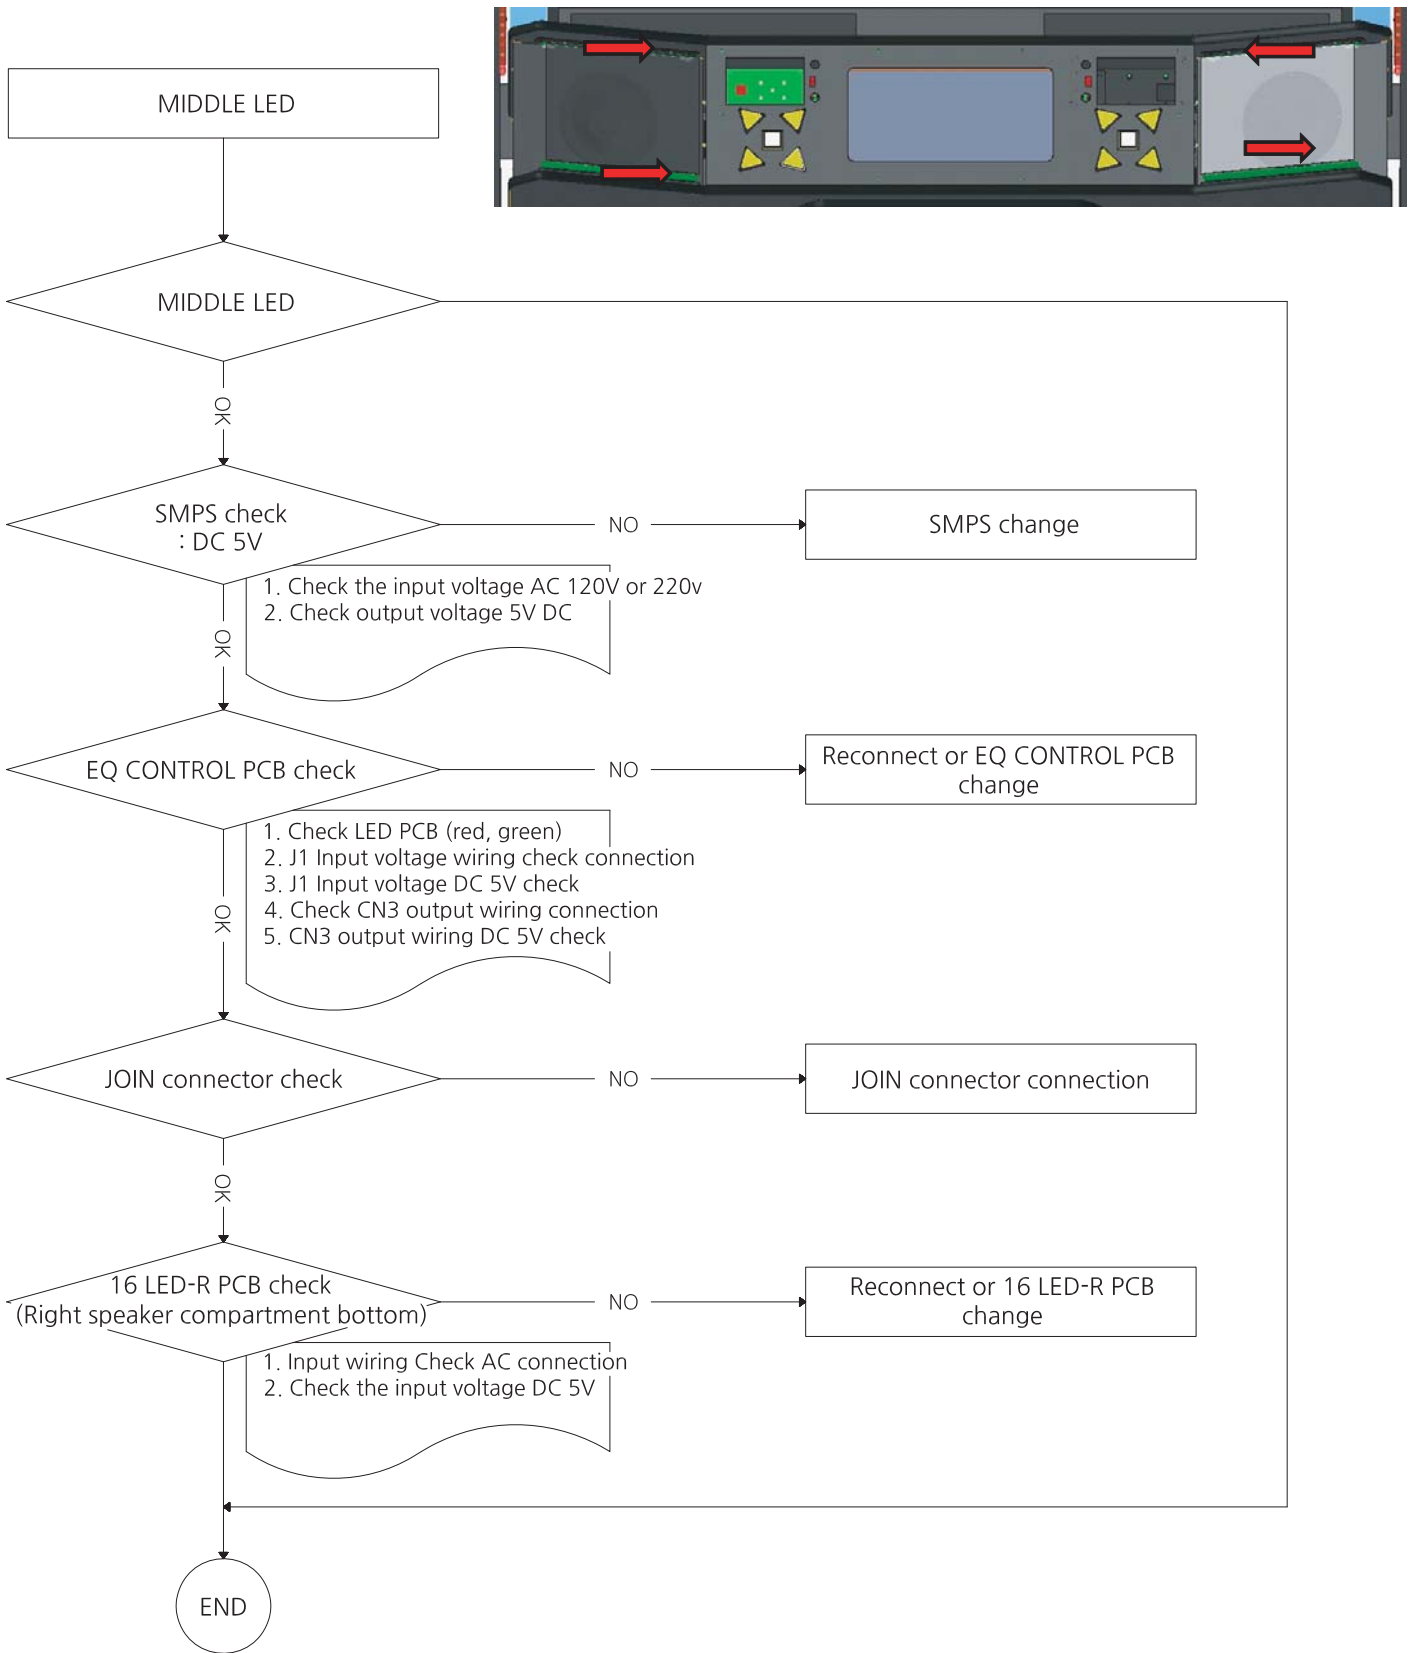 MIDDLE LED
MIDDLE LED
OK
SMPS check
: DC 5V
NO
SMPS change
1. Check the input voltage AC 120V or 220v
2. Check output voltage 5V DC
OK
EQ CONTROL PCB check
NO
Reconnect or EQ CONTROL PCB
change
1. Check LED PCB (red, green)
2. J1 Input voltage wiring check connection
3. J1 Input voltage DC 5V check
4. Check CN3 output wiring connection
5. CN3 output wiring DC 5V check
OK
JOIN connector check
NO
JOIN connector connection
OK
16 LED-R PCB check
(Right speaker compartment bottom)
NO
Reconnect or 16 LED-R PCB
change
1. Input wiring Check AC connection
2. Check the input voltage DC 5V
END